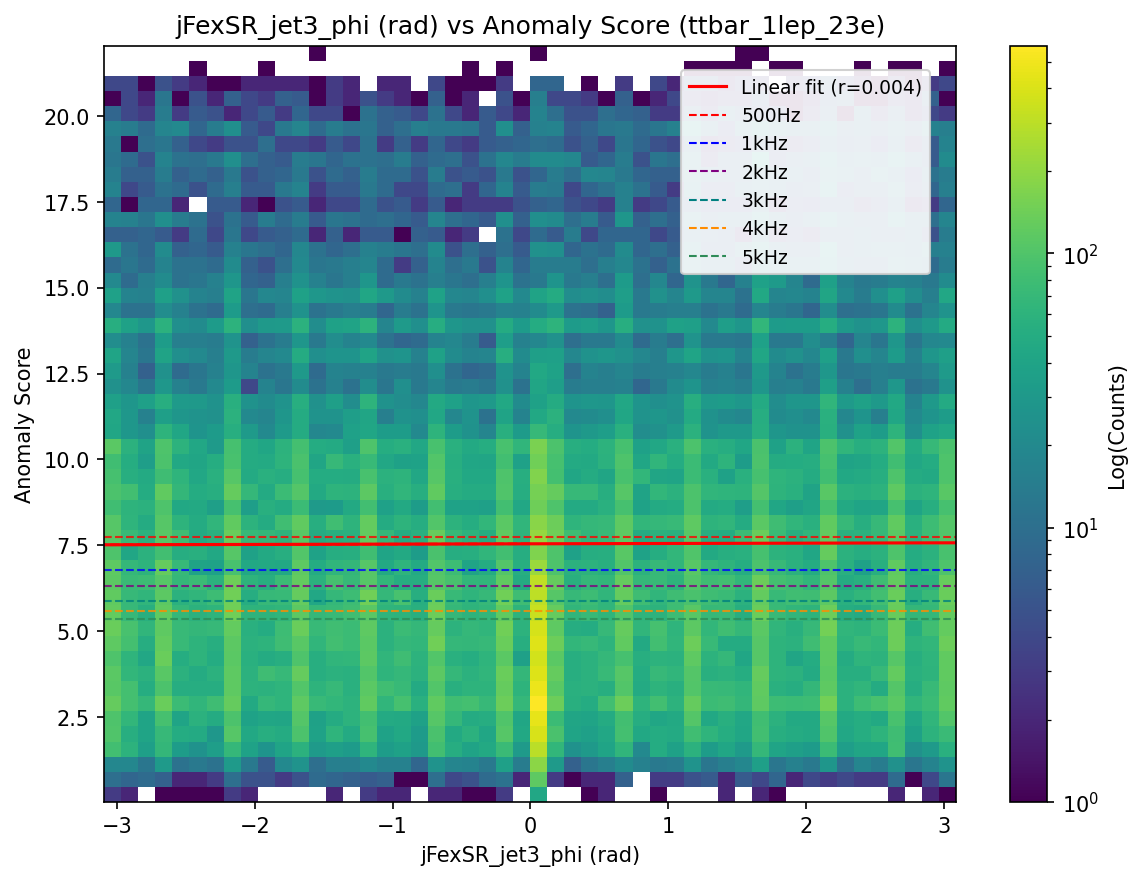 jFexSR_jet3_phi (rad) vs Anomaly Score (ttbar_1lep_23e)
Linear fit (r=0.004)
500Hz
1kHz
2kHz
3kHz
4kHz
5kHz
20.0
17.5
15.0
12.5
10.0
7.5
5.0
2.5
Anomaly Score
−3
−2
−1
0
1
2
3
jFexSR_jet3_phi (rad)
10²
10¹
10⁰
Log(Counts)